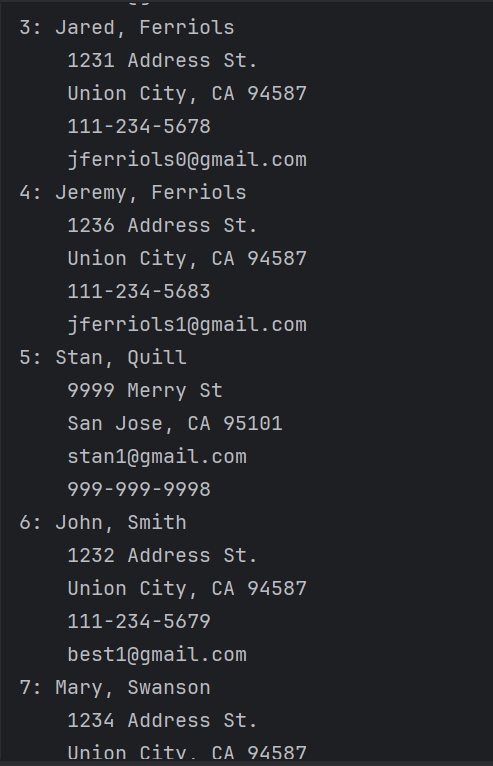 3: Jared, Ferriols
1231 Address St.
Union City, CA 94587
111-234-5678
jferriols0@gmail.com
4: Jeremy, Ferriols
1236 Address St.
Union City, CA 94587
111-234-5683
jferriols1@gmail.com
5: Stan, Quill
9999 Merry St
San Jose, CA 95101
stan1@gmail.com
999-999-9998
6: John, Smith
1232 Address St.
Union City, CA 94587
111-234-5679
best1@gmail.com
7: Mary, Swanson
1234 Address St.
Union City, CA 94587